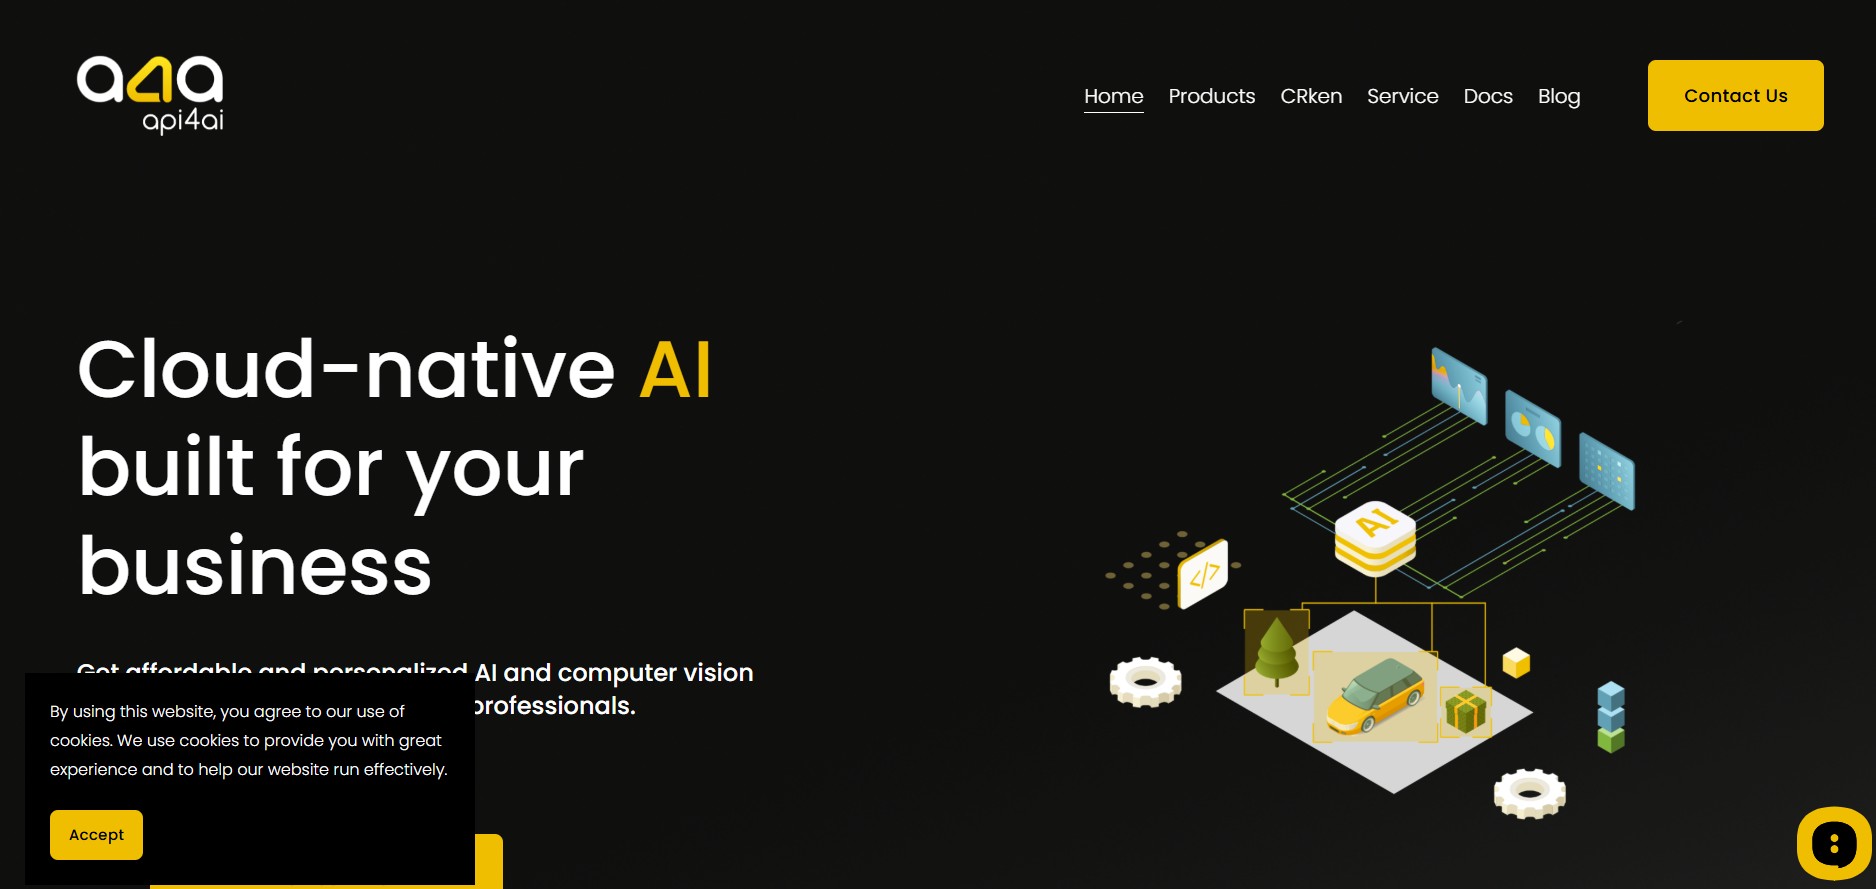 a4a
api4ai
Home Products CRken Service Docs Blog Contact Us
Cloud-native AI
built for your
business
Get affordable and personalized AI and computer vision
professionals.
By using this website, you agree to our use of
cookies. We use cookies to provide you with great
experience and to help our website run effectively.
Accept
AI
</>